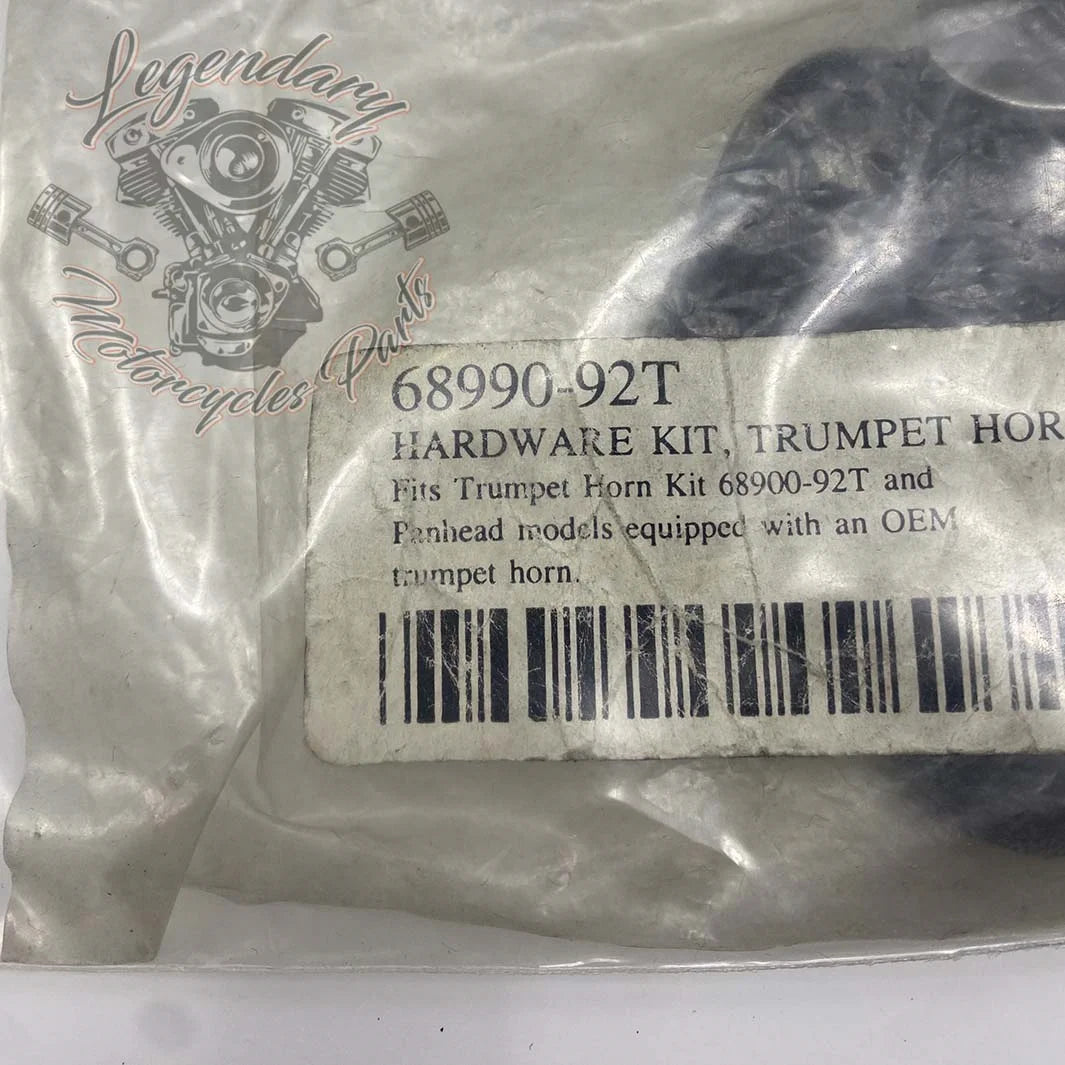 Legendary
Motorcycles Parts
68990-92T
HARDWARE KIT, TRUMPET HOR
Fits Trumpet Horn Kit 68900-92T and
Panhead models equipped with an OEM
trumpet horn.